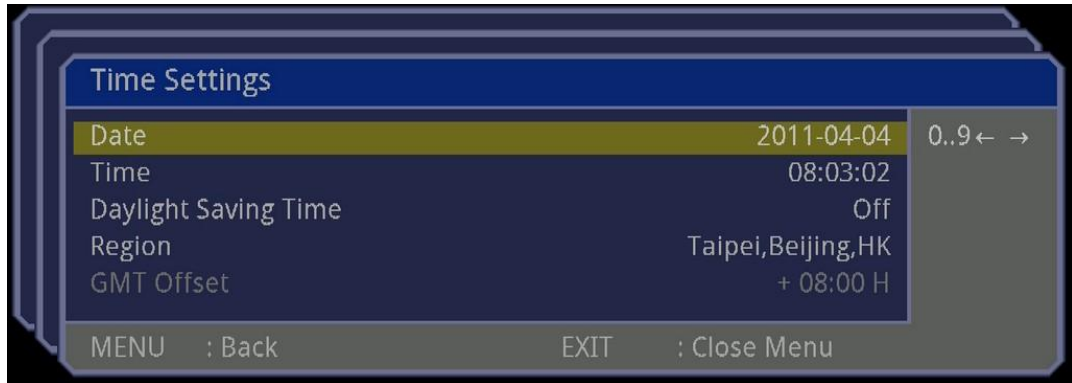 Time Settings
Date 2011-04-04 0..9← →
Time 08:03:02
Daylight Saving Time Off
Region Taipei,Beijing,HK
GMT Offset + 08:00 H
MENU : Back EXIT : Close Menu